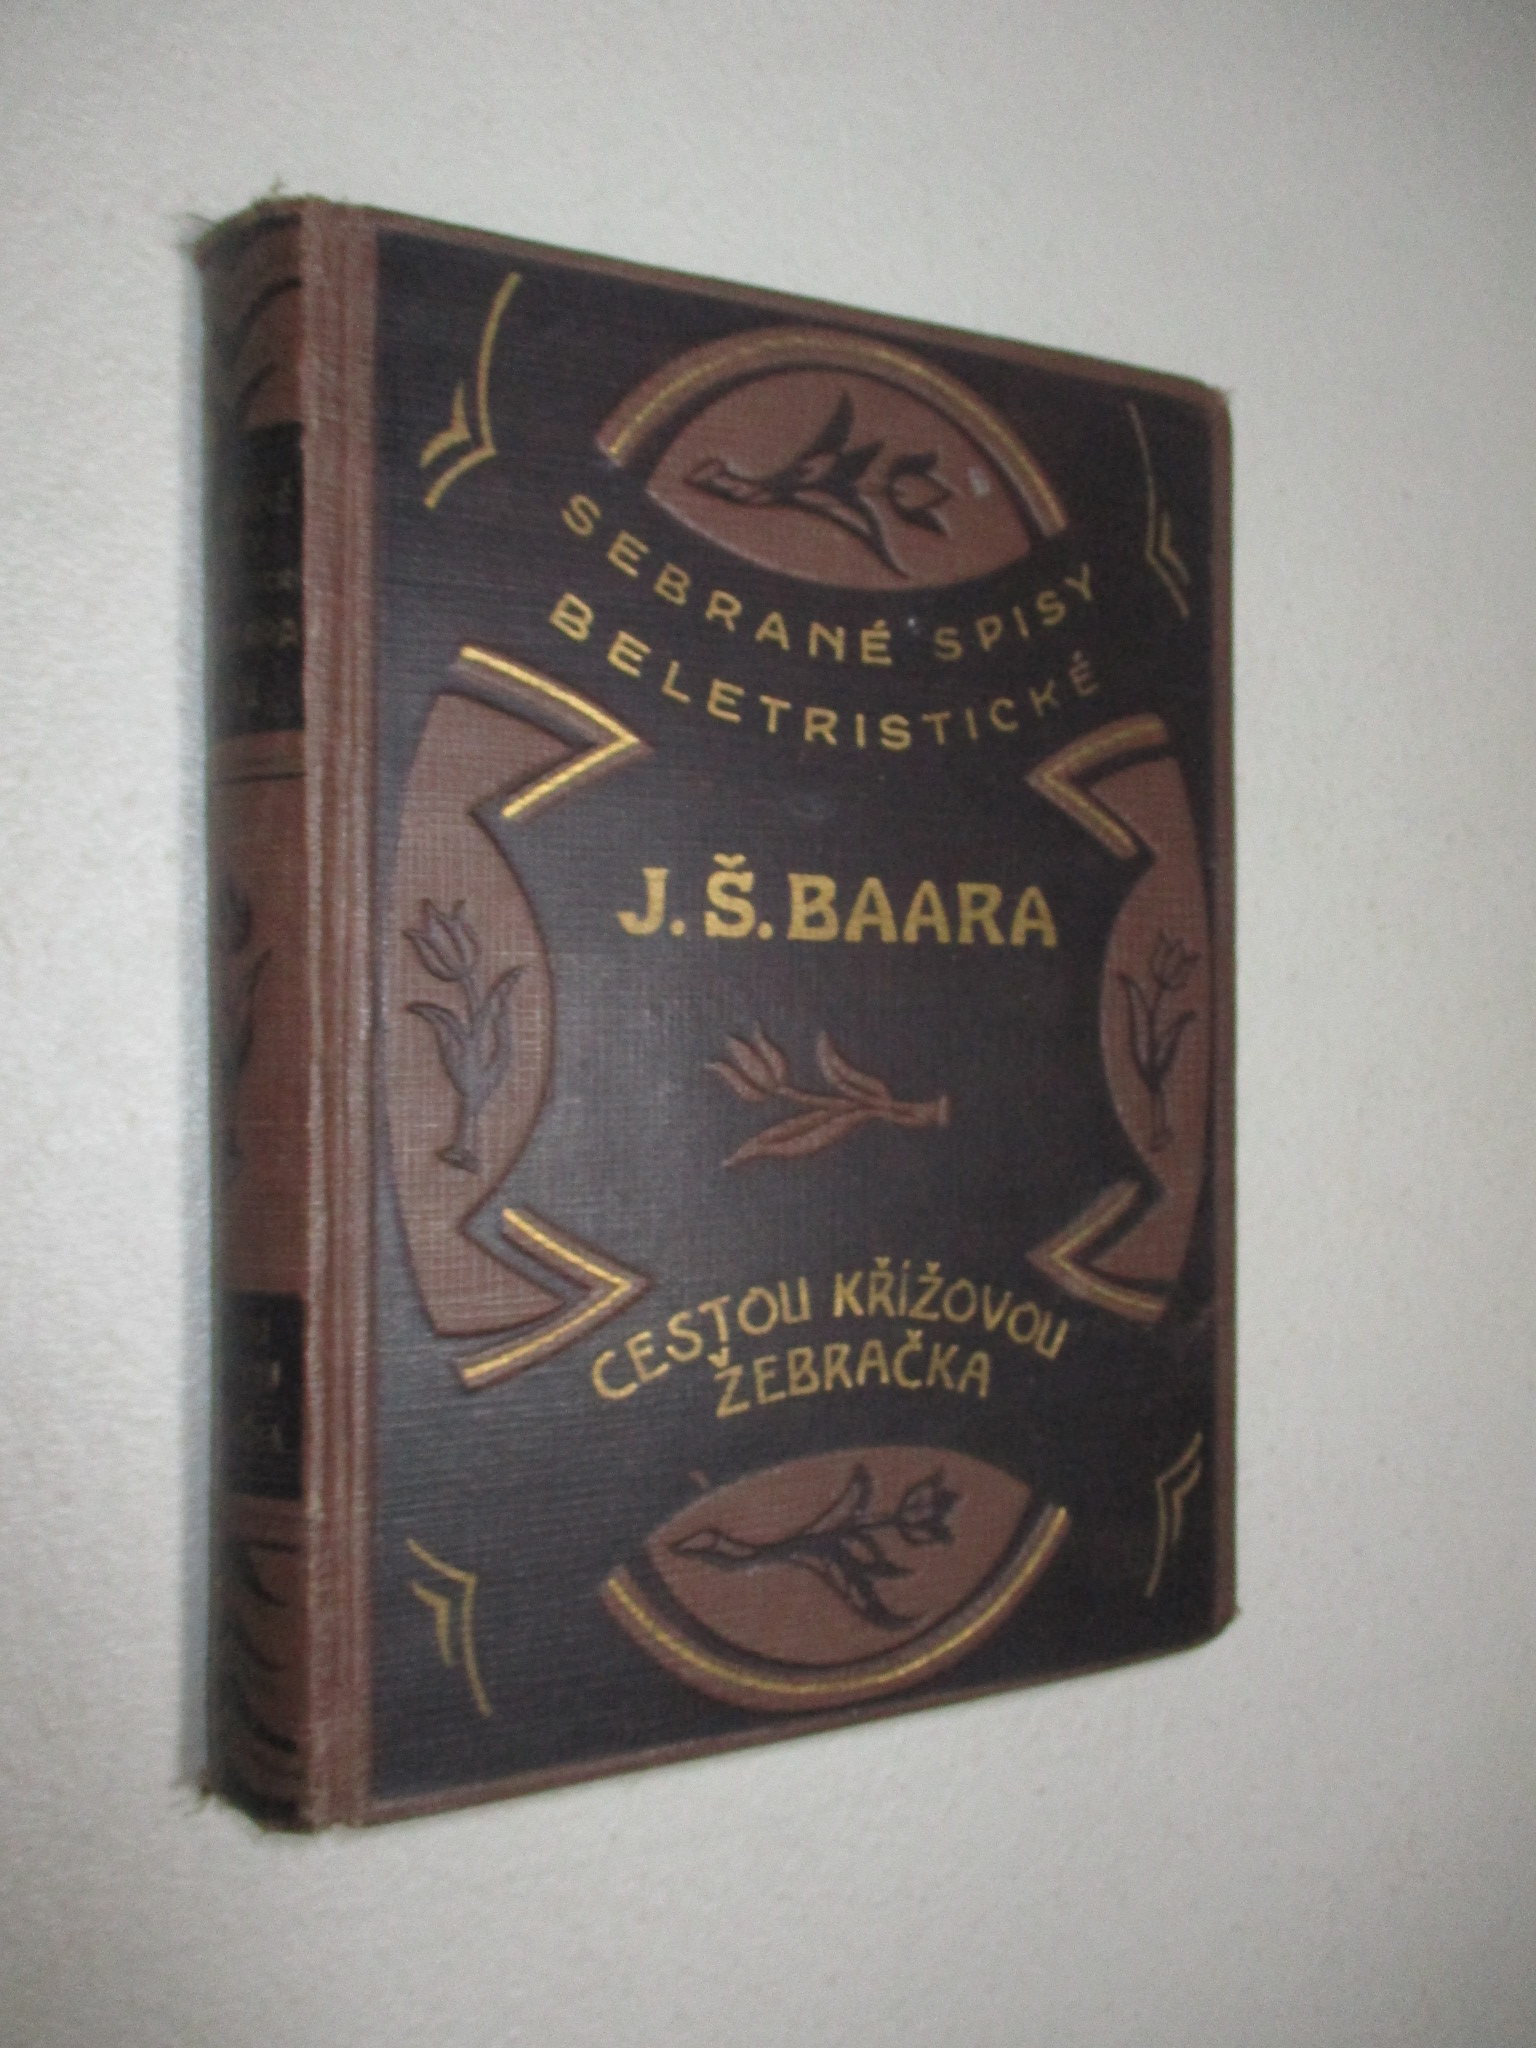 SEBRANÉ SPISY
BELETRISTICKÉ
J. Š. BAARA
CESTOU KŘÍŽOVOU
ŽEBRAČKA